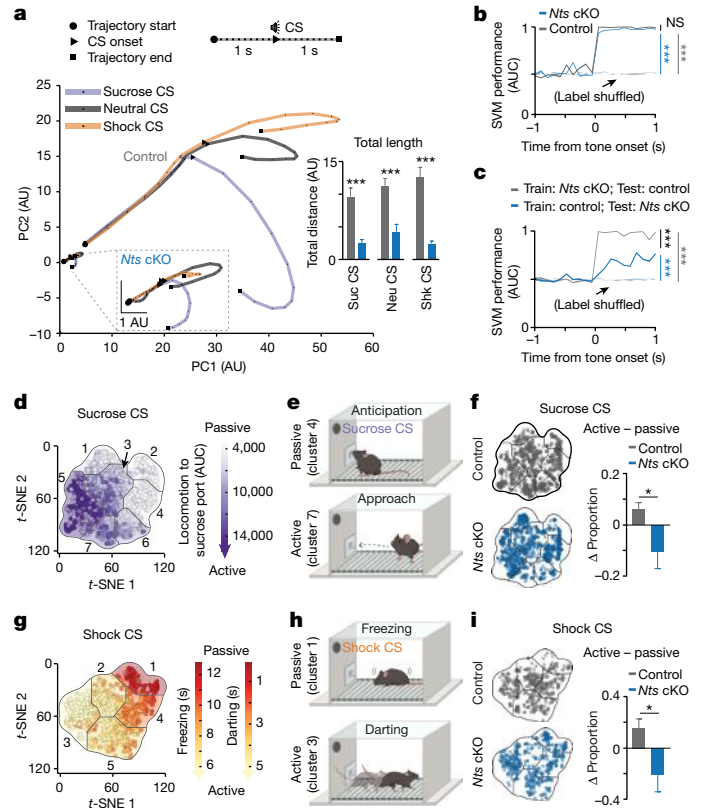 a
Trajectory start
CS onset
Trajectory end
CS
1 s
1 s
Sucrose CS
Neutral CS
Shock CS
Control
Nts cKO
1 AU
PC2 (AU)
25
20
15
10
5
0
−5
−10
0
10
20
30
40
50
60
PC1 (AU)
Total length
Total distance (AU)
15
0
***
***
***
Suc CS
Neu CS
Shk CS
b
Nts cKO
Control
NS
***
***
SVM performance
(AUC)
1
0
(Label shuffled)
−1
0
1
Time from tone onset (s)
c
Train: Nts cKO; Test: control
Train: control; Test: Nts cKO
***
***
***
SVM performance
(AUC)
1
0
(Label shuffled)
−1
0
1
Time from tone onset (s)
d
Sucrose CS
t-SNE 2
0
60
120
0
60
120
t-SNE 1
1
3
2
5
4
7
6
Passive
4,000
10,000
14,000
Locomotion to
sucrose port (AUC)
Active
e
Passive
(cluster 4)
Anticipation
Sucrose CS
Active
(cluster 7)
Approach
f
Sucrose CS
Control
Nts cKO
Active – passive
Control
Nts cKO
*
Δ Proportion
0.2
0
−0.2
g
Shock CS
t-SNE 2
0
60
120
0
60
120
t-SNE 1
2
1
4
3
5
Passive
Freezing (s)
12
10
8
6
Darting (s)
1
3
5
Active
h
Passive
(cluster 1)
Freezing
Shock CS
Active
(cluster 3)
Darting
i
Shock CS
Control
Nts cKO
Active – passive
Control
Nts cKO
*
Δ Proportion
0.4
0
−0.4